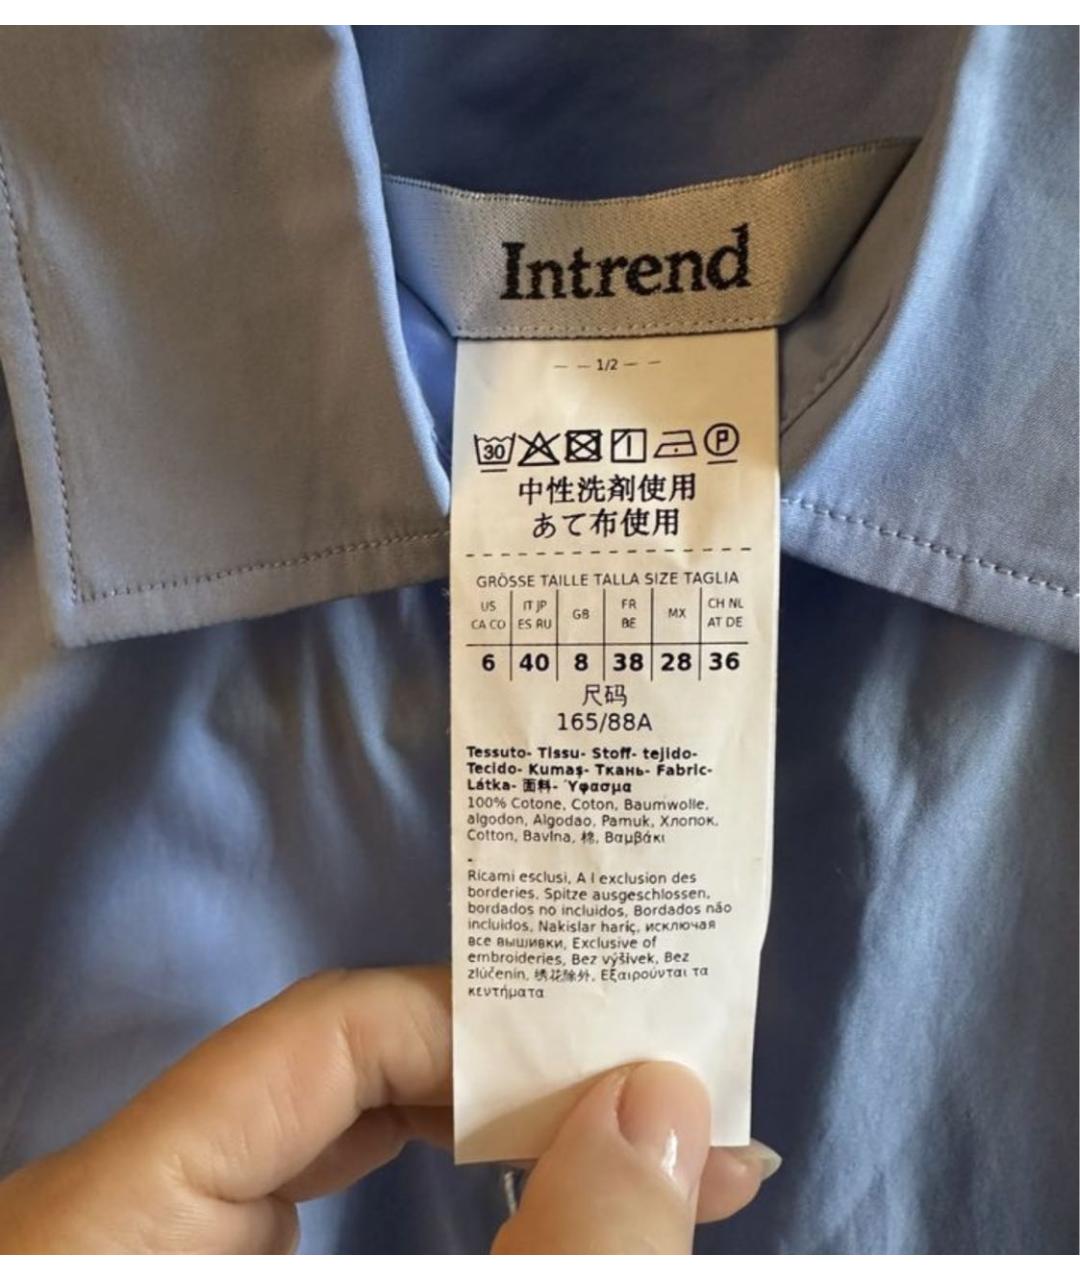 Intrend
— — 1/2 — —
30 P
中性洗剤使用
あて布使用
GRÖSSE TAILLE TALLA SIZE TAGLIA
US CA CO | IT JP ES RU | GB | FR BE | MX | CH NL AT DE
6 | 40 | 8 | 38 | 28 | 36
尺码
165/88A
Tessuto- Tissu- Stoff- tejido-
Tecido- Kumaş- Ткань- Fabric-
Látka- 面料- Ύφασμα
100% Cotone, Coton, Baumwolle,
algodon, Algodao, Pamuk, Хлопок,
Cotton, Bavlna, 棉, Βαμβάκι
-
Ricami esclusi, A l exclusion des
borderies, Spitze ausgeschlossen,
bordados no incluidos, Bordados não
incluidos, Nakislar hariç, исключая
все вышивки, Exclusive of
embroideries, Bez výšivek, Bez
zlúčenin, 绣花除外, Εξαιρούνται τα
κεντήματα